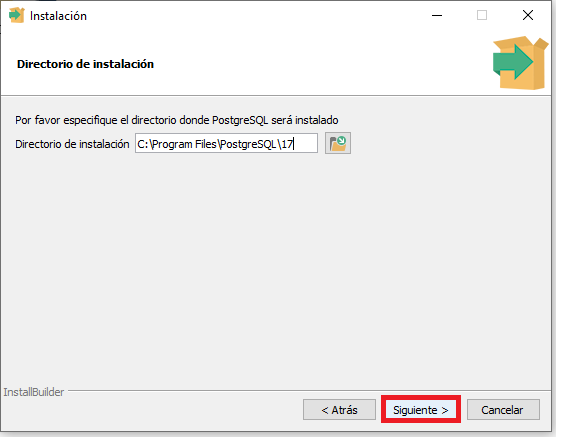 Instalación
Directorio de instalación
Por favor especifique el directorio donde PostgreSQL será instalado
Directorio de instalación C:\Program Files\PostgreSQL\17
InstallBuilder
< Atrás Siguiente > Cancelar